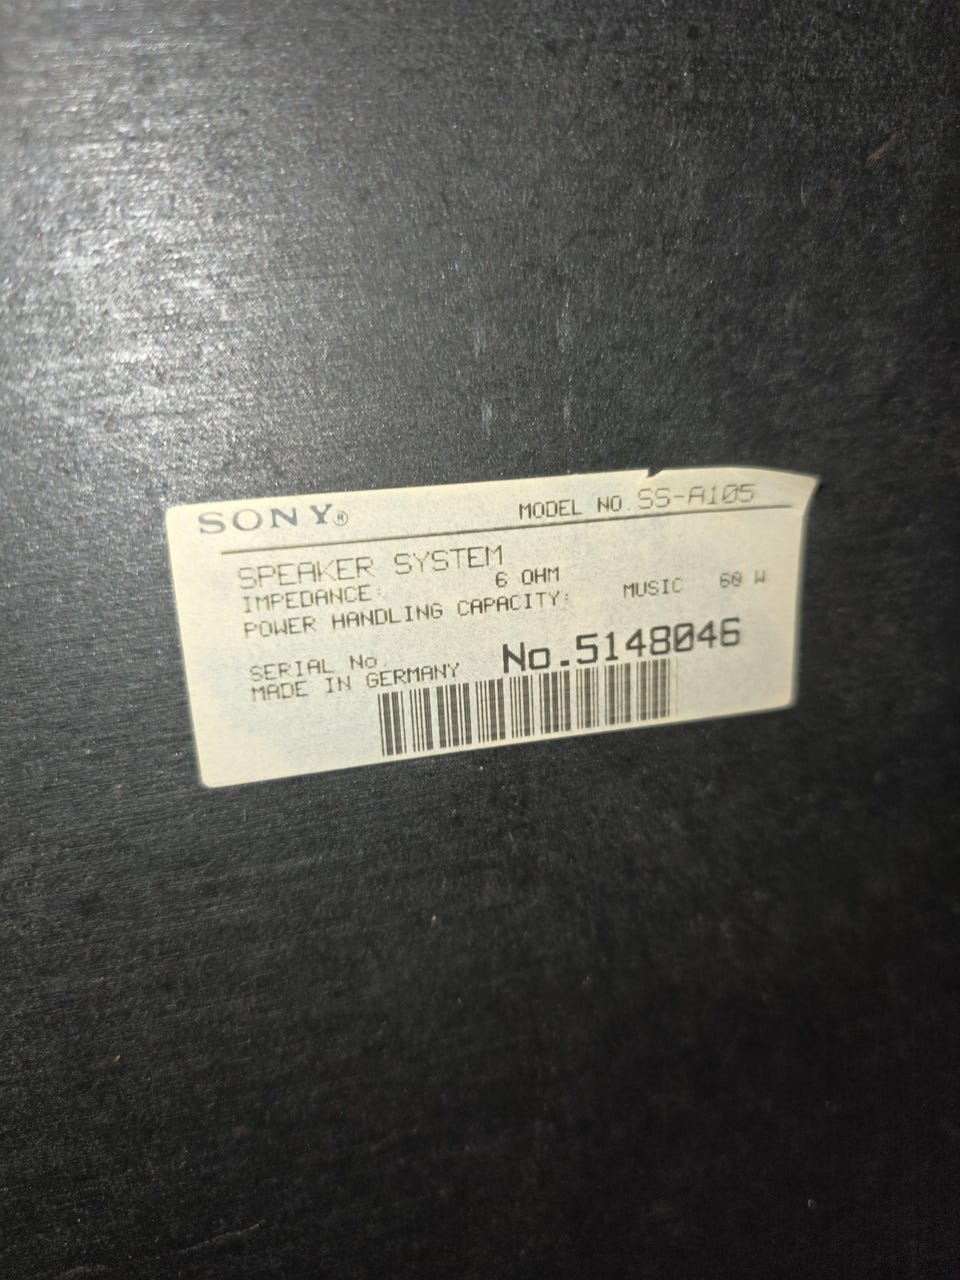 SONY®
MODEL NO. SS-A105
SPEAKER SYSTEM
IMPEDANCE: 6 OHM
POWER HANDLING CAPACITY: MUSIC 60 W
SERIAL No. No.5148046
MADE IN GERMANY